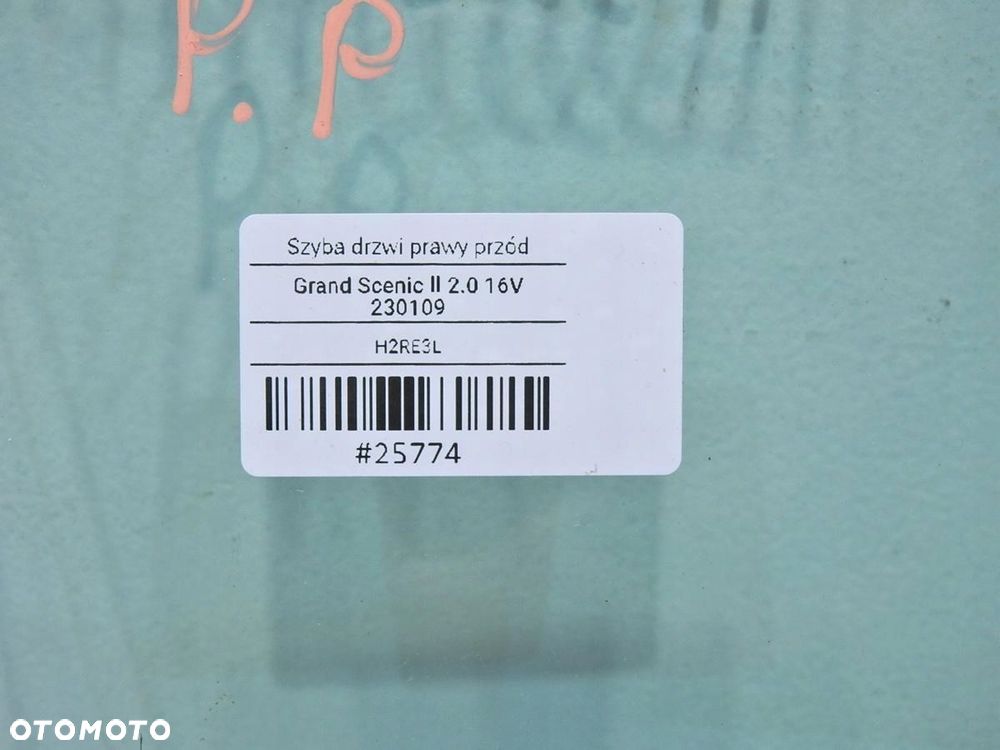 p.p
Szyba drzwi prawy przód
Grand Scenic II 2.0 16V
230109
H2RE3L
#25774
OTOMOTO